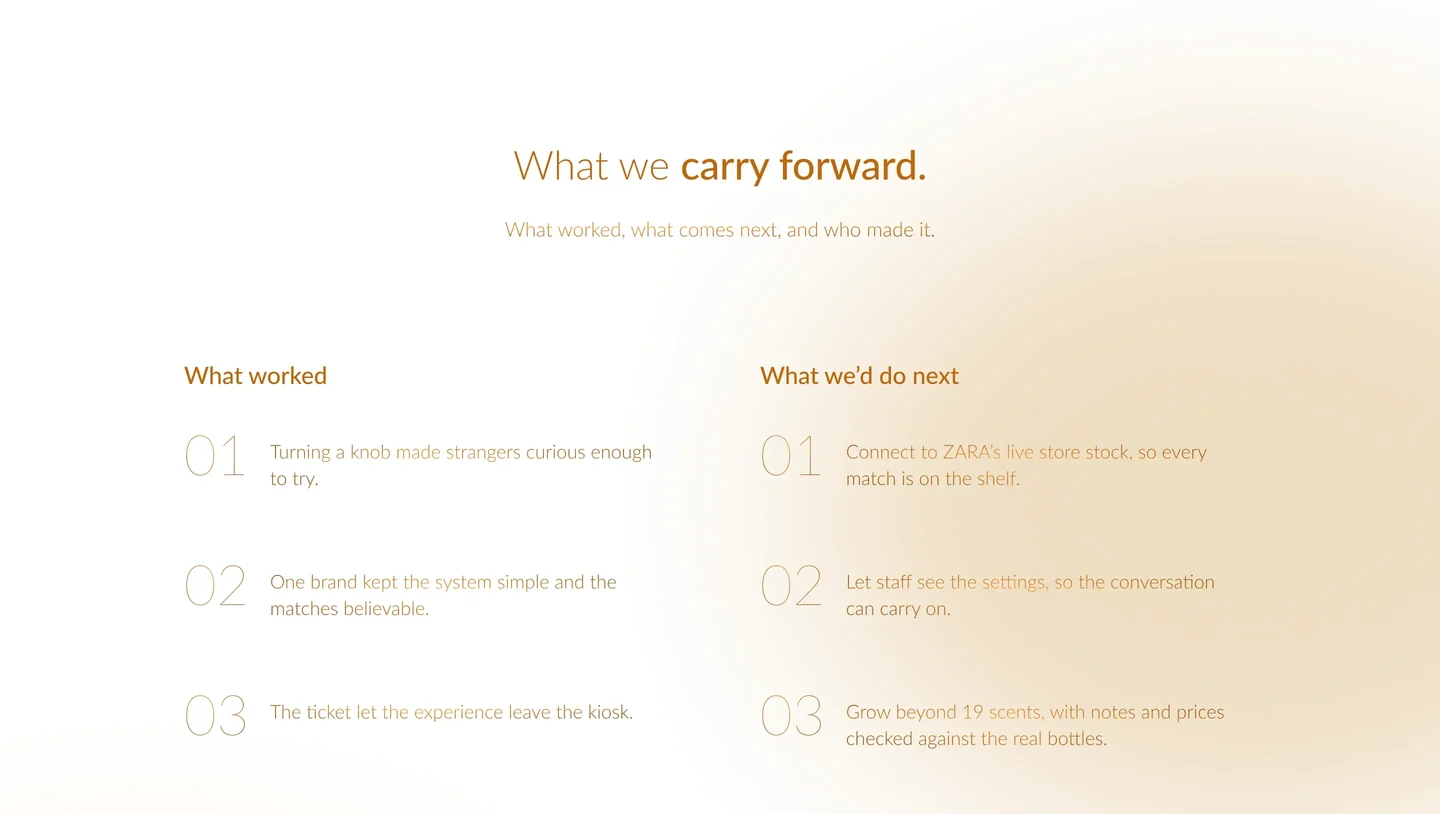 What we carry forward.
What worked, what comes next, and who made it.
What worked
01
Turning a knob made strangers curious enough
to try.
02
One brand kept the system simple and the
matches believable.
03
The ticket let the experience leave the kiosk.
What we’d do next
01
Connect to ZARA’s live store stock, so every
match is on the shelf.
02
Let staff see the settings, so the conversation
can carry on.
03
Grow beyond 19 scents, with notes and prices
checked against the real bottles.